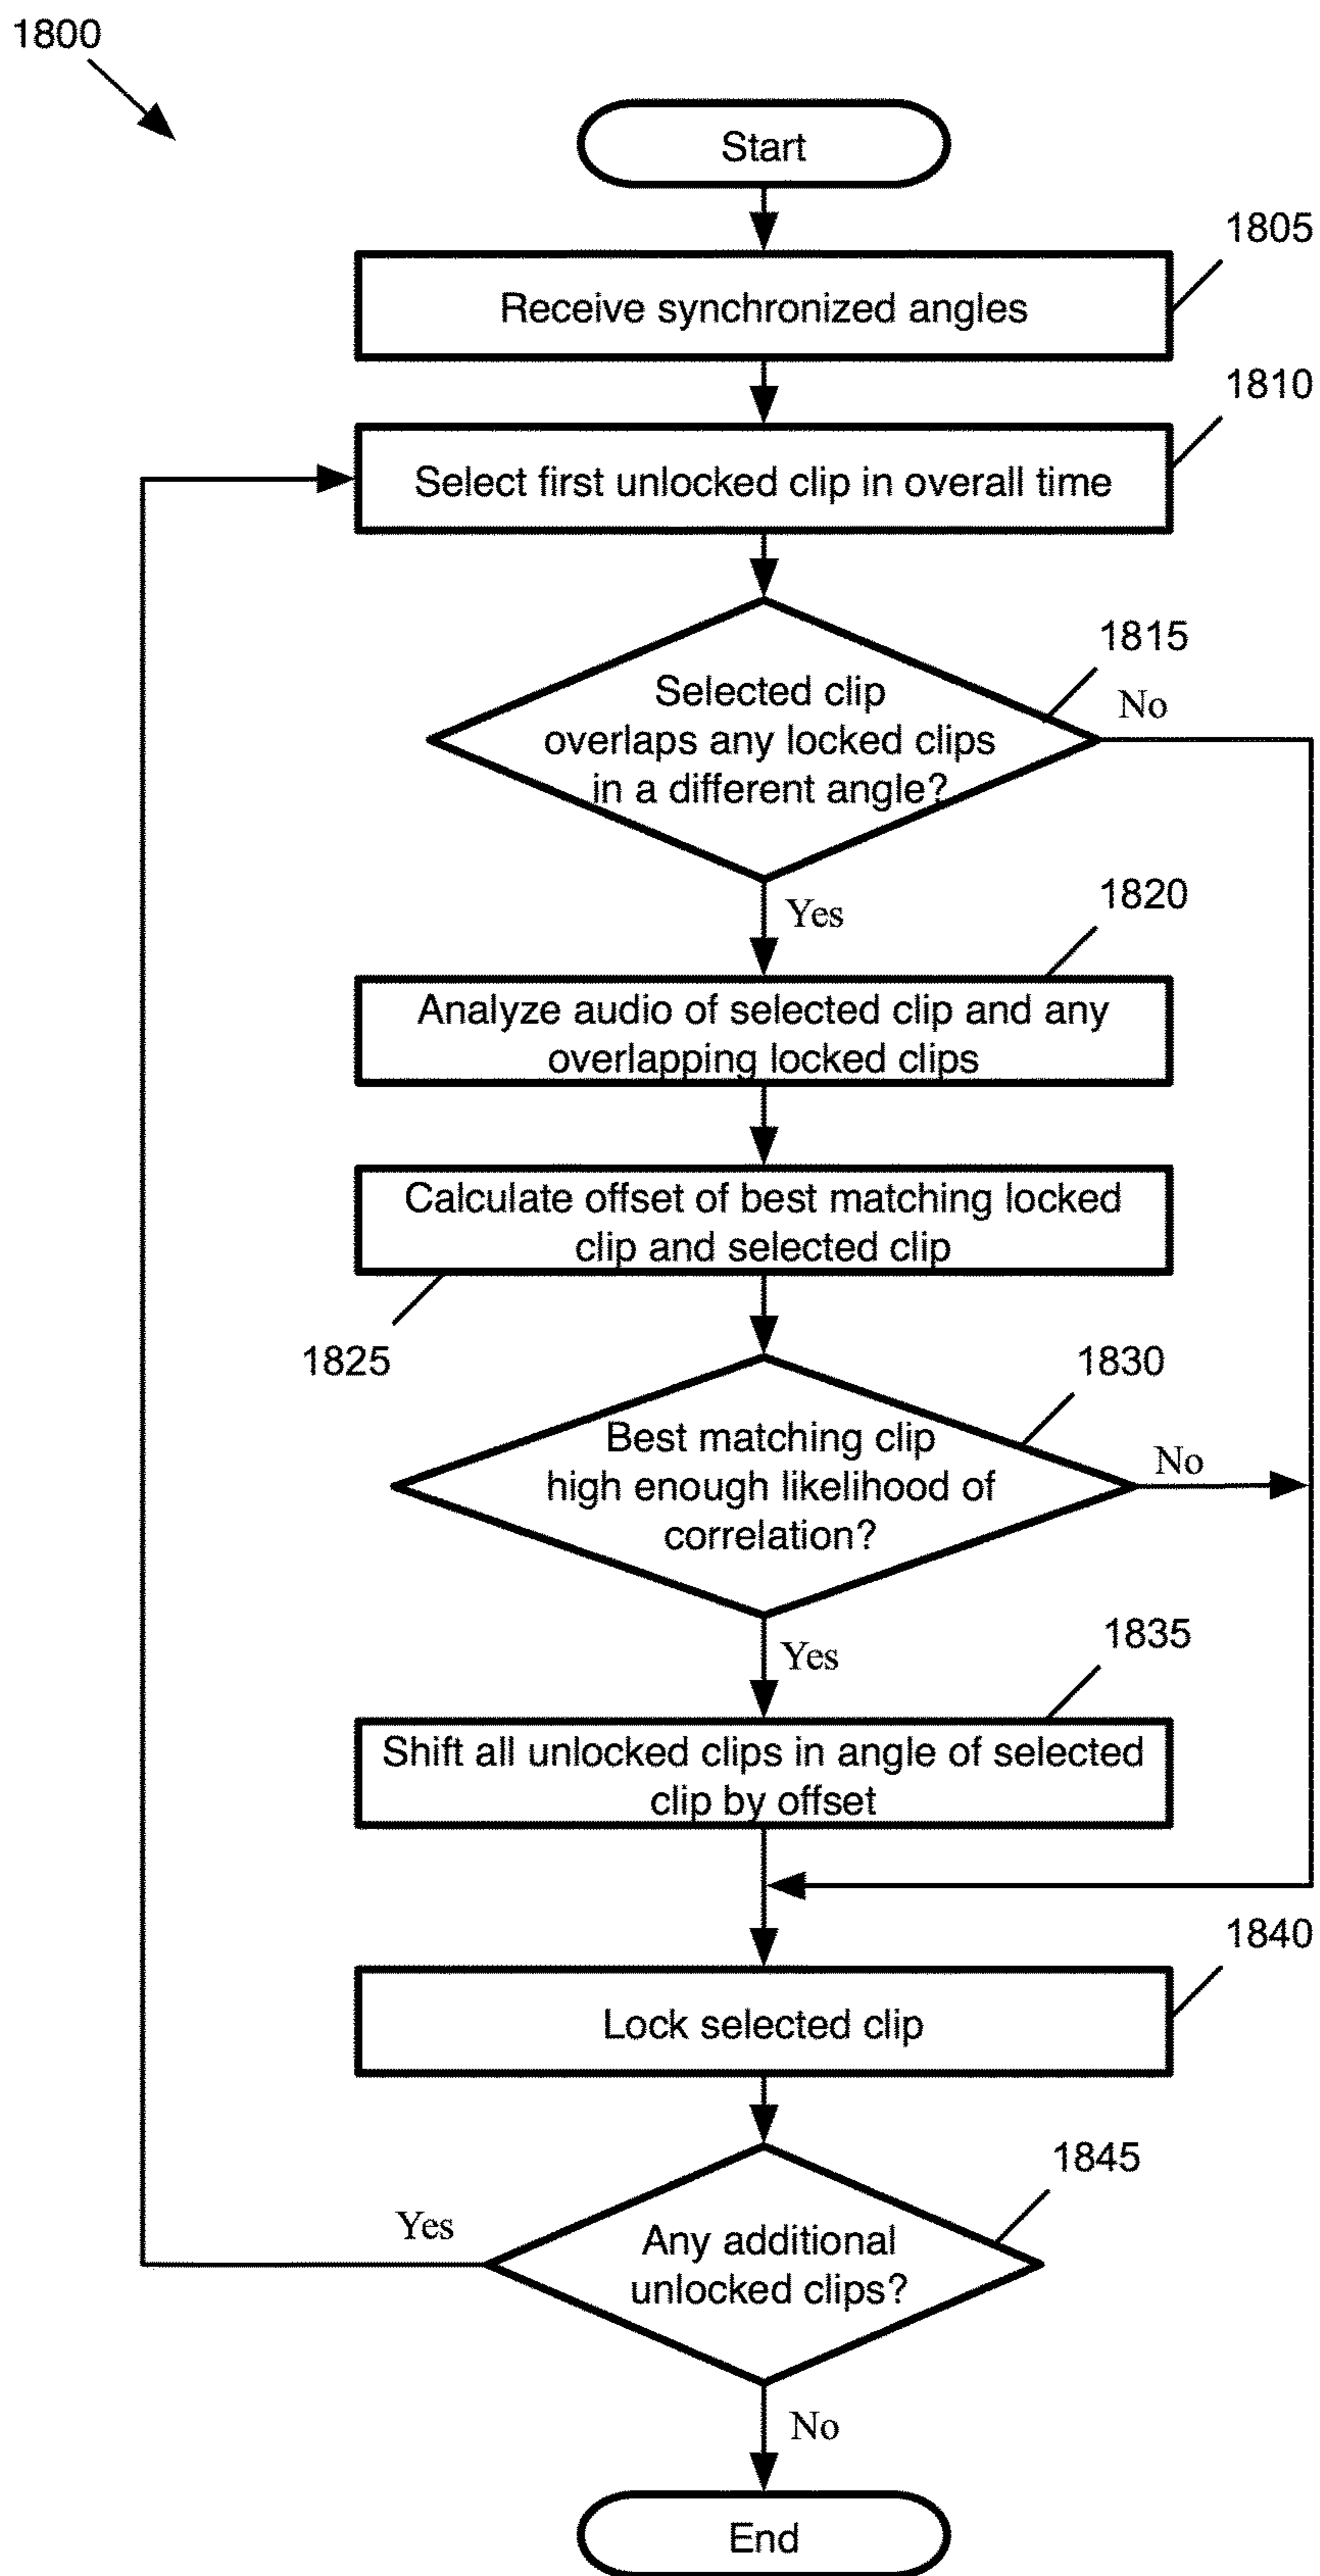 1800
Start
1805
Receive synchronized angles
1810
Select first unlocked clip in overall time
1815
Selected clip
overlaps any locked clips
in a different angle?
No
Yes
1820
Analyze audio of selected clip and any
overlapping locked clips
Calculate offset of best matching locked
clip and selected clip
1825
1830
Best matching clip
high enough likelihood of
correlation?
No
Yes
1835
Shift all unlocked clips in angle of selected
clip by offset
1840
Lock selected clip
1845
Any additional
unlocked clips?
Yes
No
End